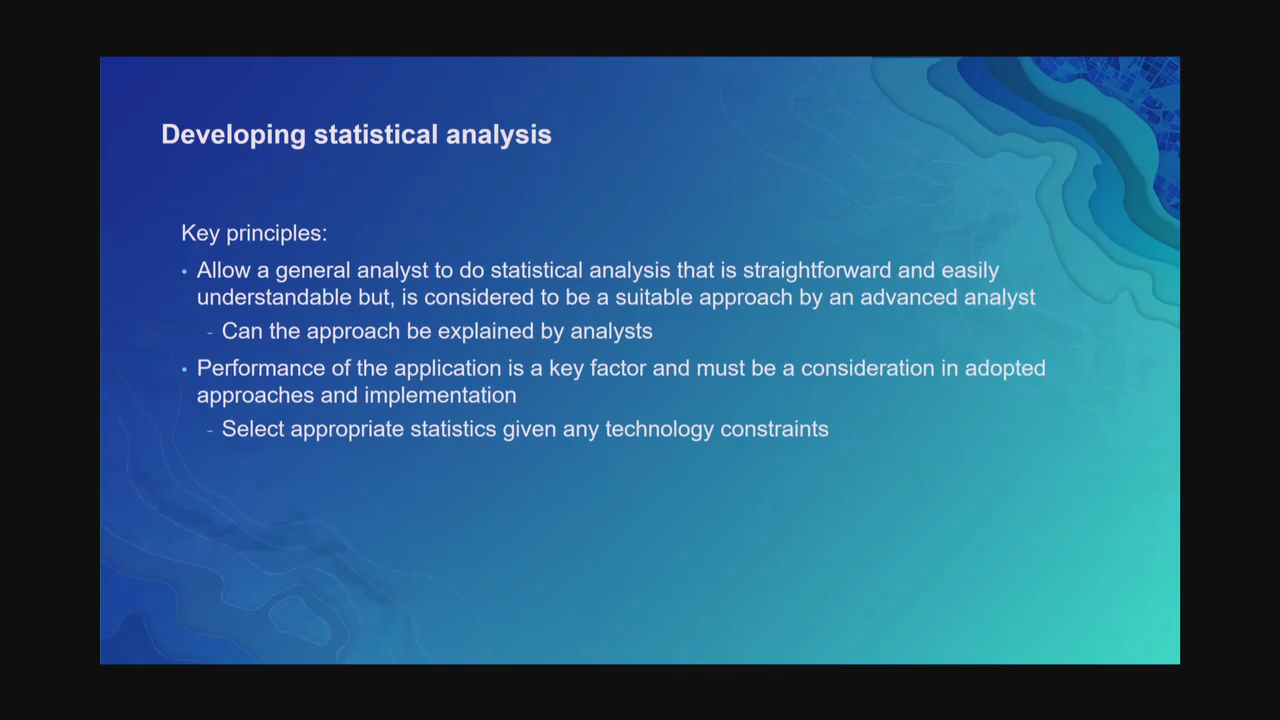 Developing statistical analysis
Key principles:
• Allow a general analyst to do statistical analysis that is straightforward and easily
understandable but, is considered to be a suitable approach by an advanced analyst
- Can the approach be explained by analysts
• Performance of the application is a key factor and must be a consideration in adopted
approaches and implementation
- Select appropriate statistics given any technology constraints